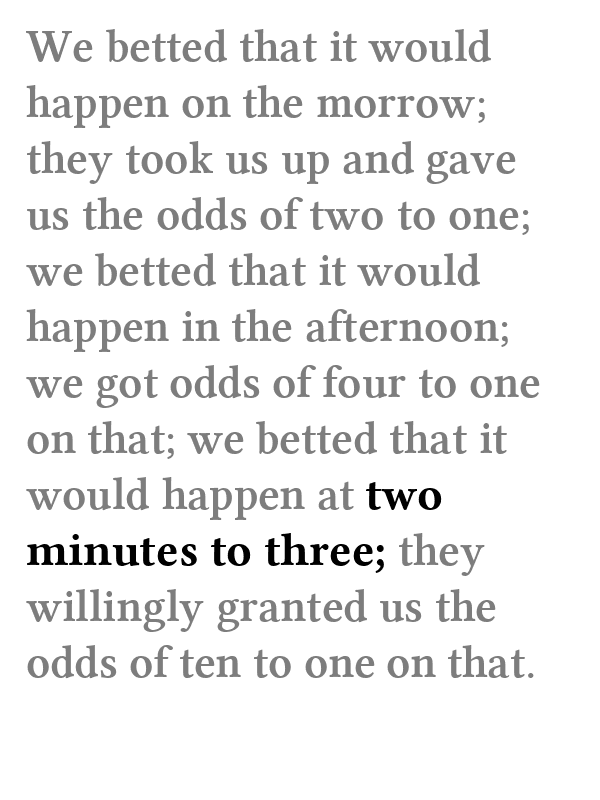 We betted that it would
happen on the morrow;
they took us up and gave
us the odds of two to one;
we betted that it would
happen in the afternoon;
we got odds of four to one
on that; we betted that it
would happen at two
minutes to three; they
willingly granted us the
odds of ten to one on that.